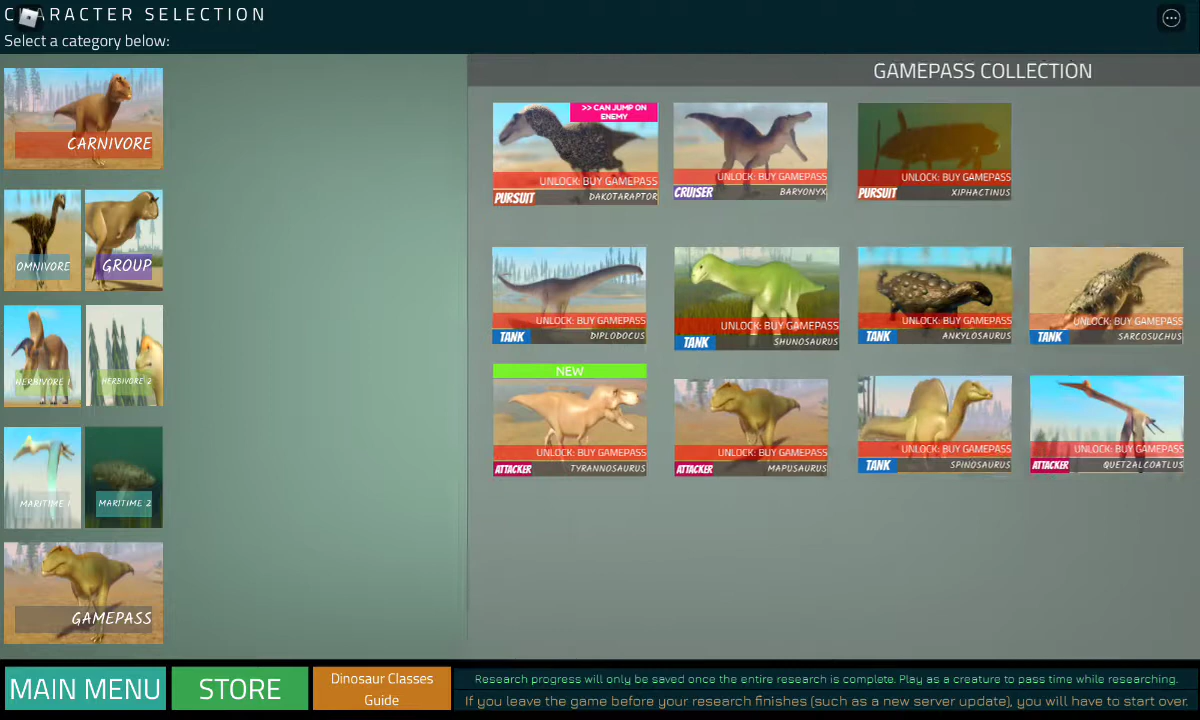 CHARACTER SELECTION
Select a category below:
CARNIVORE
OMNIVORE
GROUP
HERBIVORE 1
HERBIVORE 2
MARITIME 1
MARITIME 2
GAMEPASS
GAMEPASS COLLECTION
>> CAN JUMP ON
ENEMY
UNLOCK: BUY GAMEPASS
PURSUIT
DAKOTARAPTOR
UNLOCK: BUY GAMEPASS
CRUISER
BARYONYX
UNLOCK: BUY GAMEPASS
PURSUIT
XIPHACTINUS
UNLOCK: BUY GAMEPASS
TANK
DIPLODOCUS
UNLOCK: BUY GAMEPASS
TANK
SHUNOSAURUS
UNLOCK: BUY GAMEPASS
TANK
ANKYLOSAURUS
UNLOCK: BUY GAMEPASS
TANK
SARCOSUCHUS
NEW
UNLOCK: BUY GAMEPASS
ATTACKER
TYRANNOSAURUS
UNLOCK: BUY GAMEPASS
ATTACKER
MAPUSAURUS
UNLOCK: BUY GAMEPASS
TANK
SPINOSAURUS
UNLOCK: BUY GAMEPASS
ATTACKER
QUETZALCOATLUS
MAIN MENU
STORE
Dinosaur Classes
Guide
Research progress will only be saved once the entire research is complete. Play as a creature to pass time while researching.
If you leave the game before your research finishes (such as a new server update), you will have to start over.